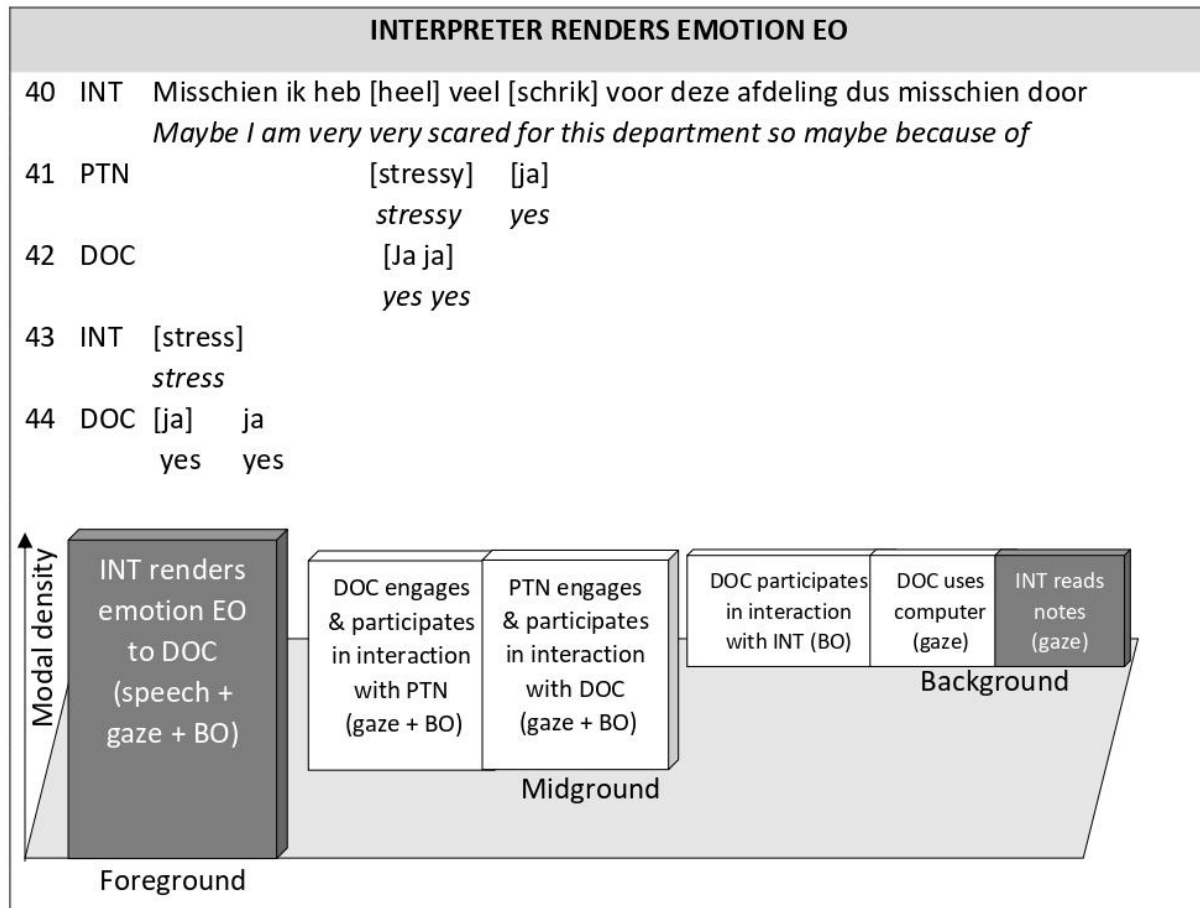 INTERPRETER RENDERS EMOTION EO
40 INT Misschien ik heb [heel] veel [schrik] voor deze afdeling dus misschien door
Maybe I am very very scared for this department so maybe because of
41 PTN [stressy] [ja]
stressy yes
42 DOC [Ja ja]
yes yes
43 INT [stress]
stress
44 DOC [ja] ja
yes yes
Modal density
INT renders
emotion EO
to DOC
(speech +
gaze + BO)
Foreground
DOC engages
& participates
in interaction
with PTN
(gaze + BO)
PTN engages
& participates
in interaction
with DOC
(gaze + BO)
Midground
DOC participates
in interaction
with INT (BO)
DOC uses
computer
(gaze)
INT reads
notes
(gaze)
Background